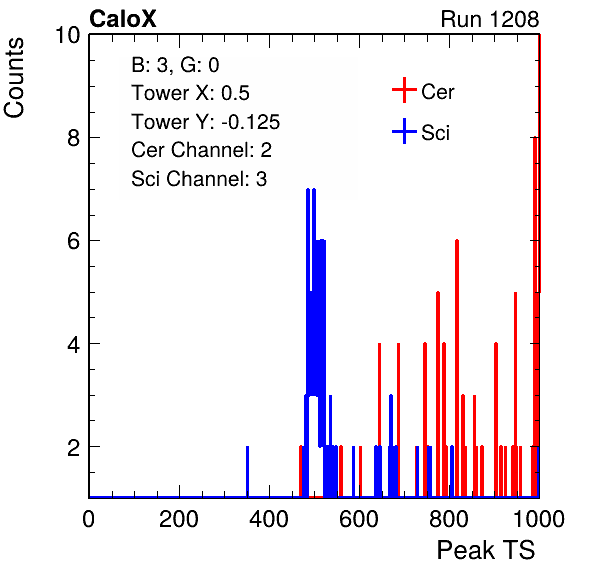 CaloX
Run 1208
Counts
10
8
6
4
2
B: 3, G: 0
Tower X: 0.5
Tower Y: -0.125
Cer Channel: 2
Sci Channel: 3
Cer
Sci
0 200 400 600 800 1000
Peak TS